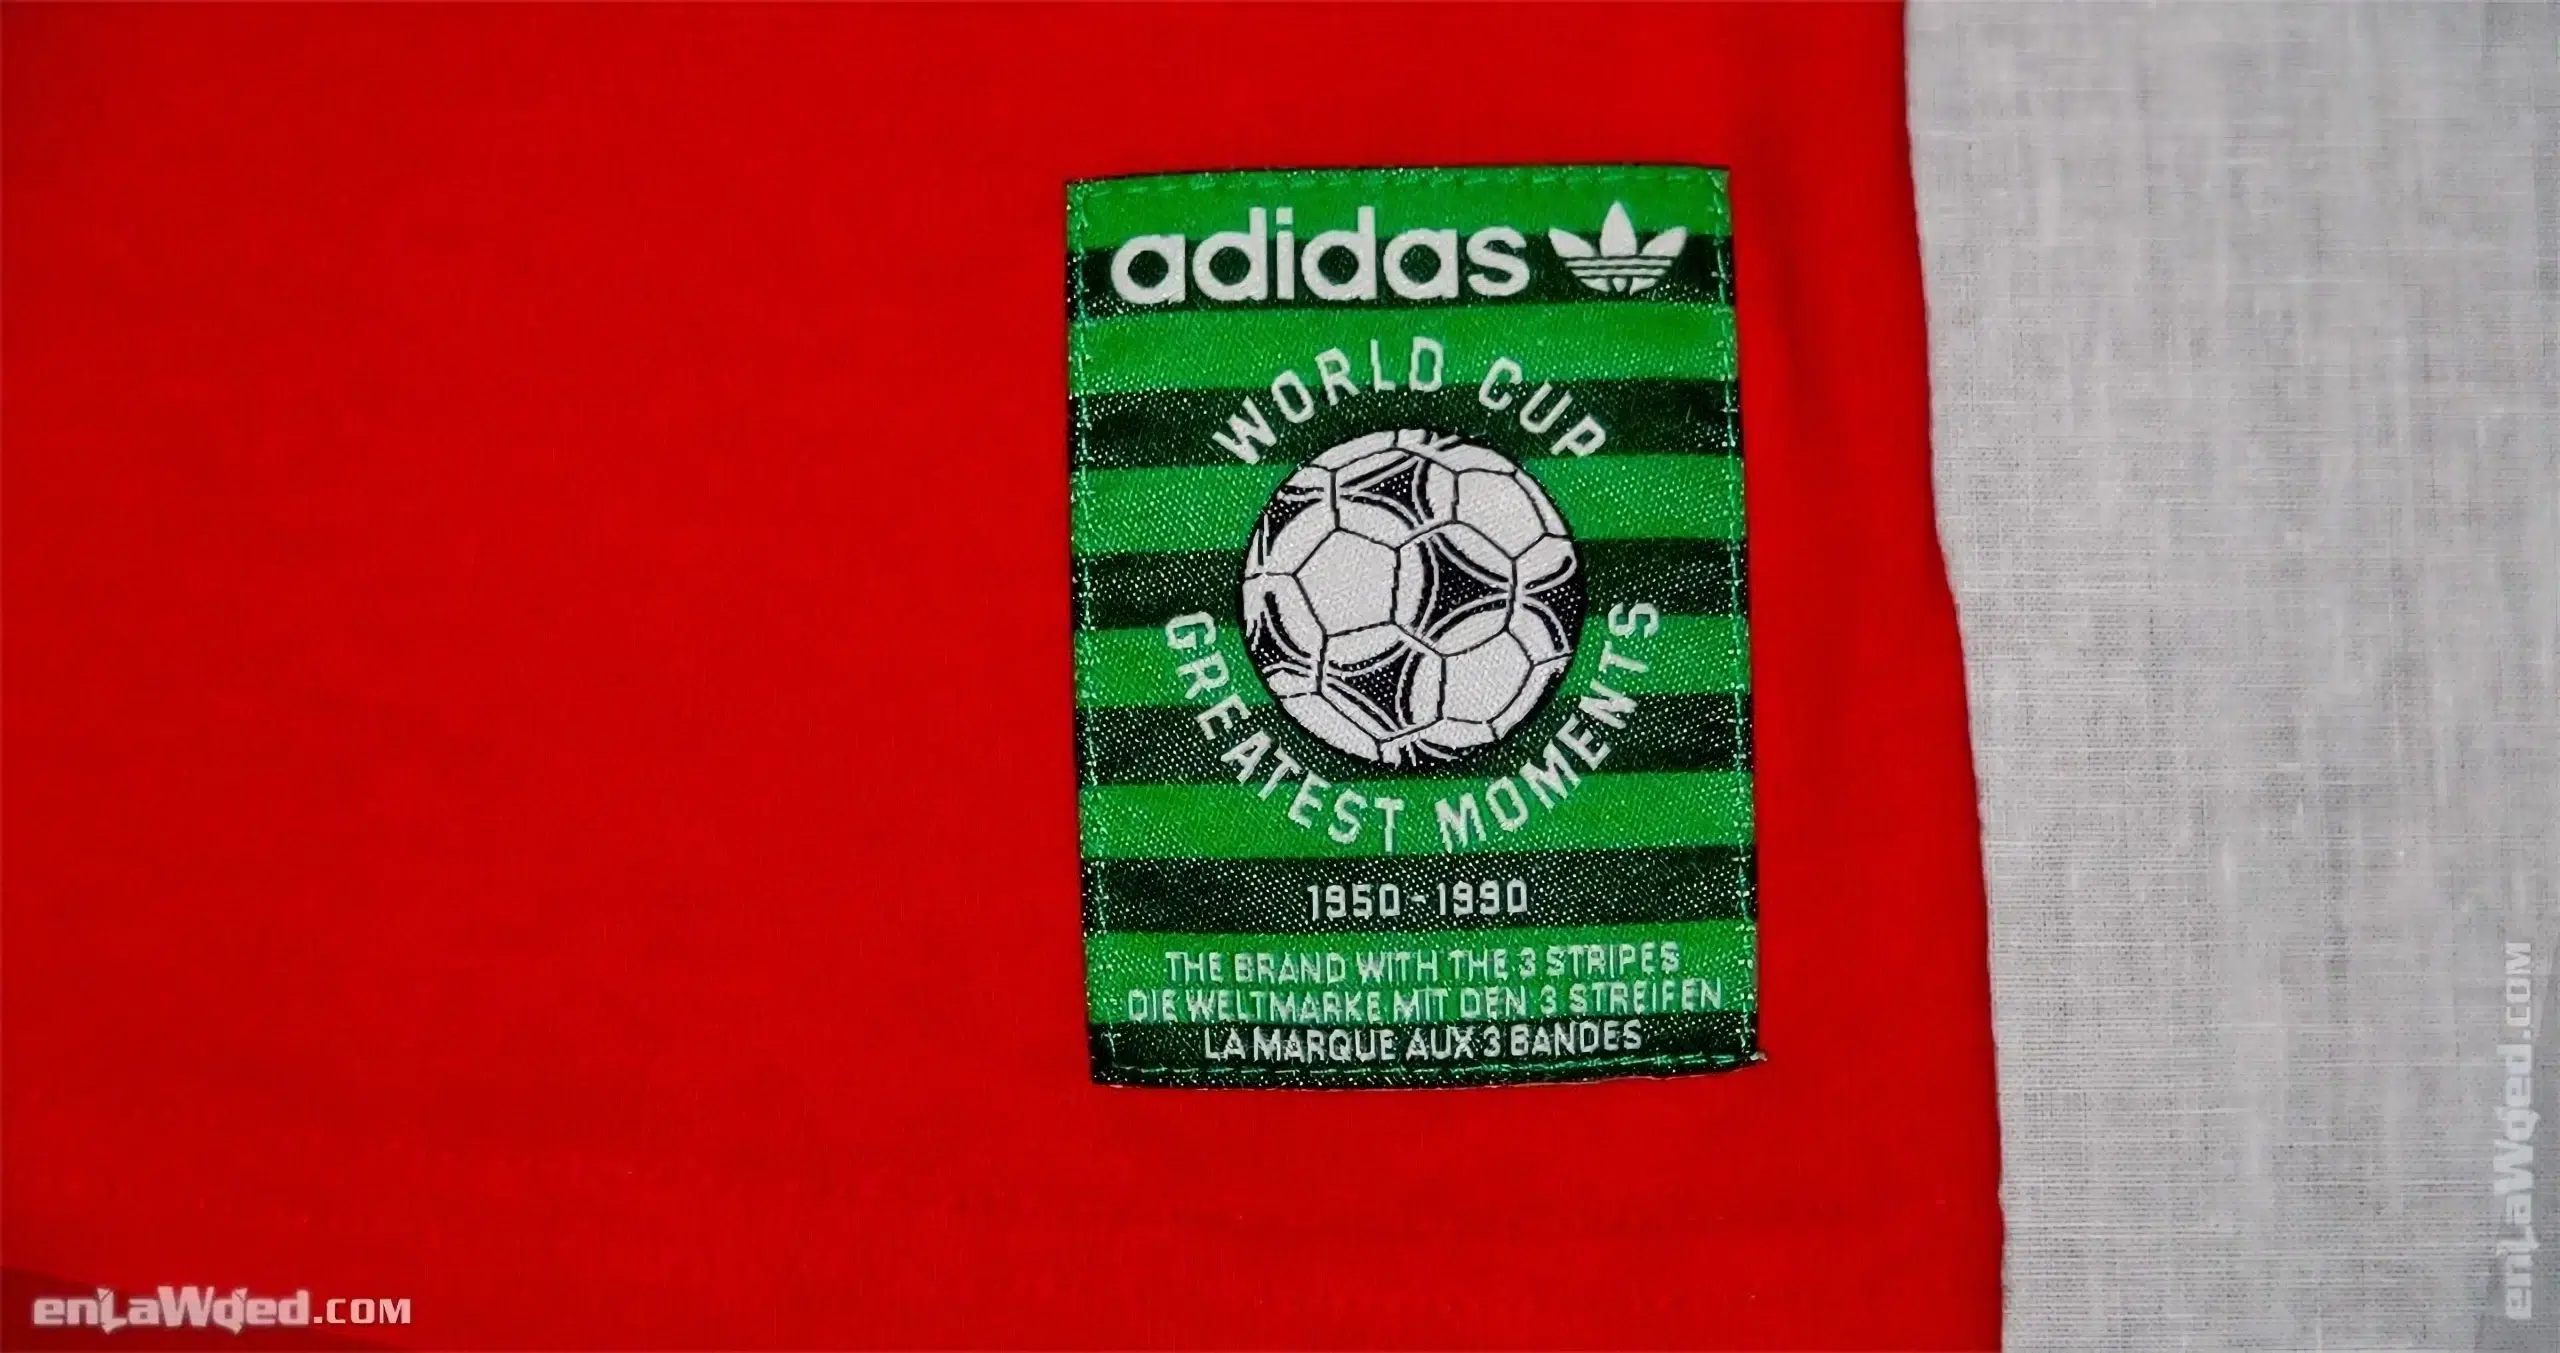 adidas
WORLD CUP
GREATEST MOMENTS
1950-1990
THE BRAND WITH THE 3 STRIPES
DIE WELTMARKE MIT DEN 3 STREIFEN
LA MARQUE AUX 3 BANDES
enLaWded.COM
enLaWded.COM